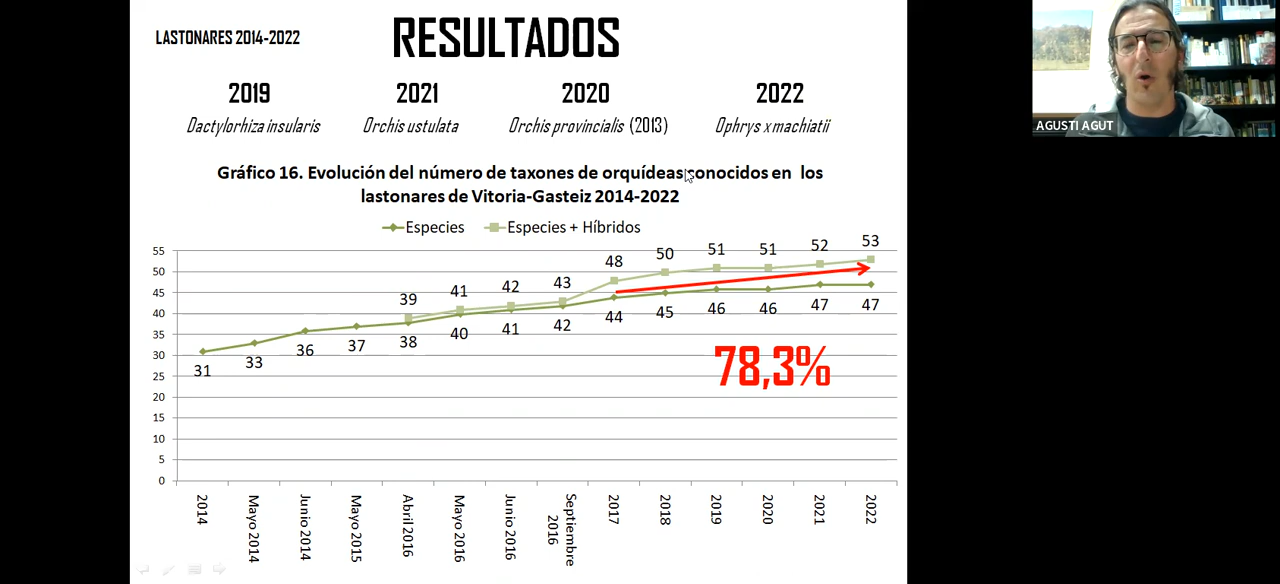 LASTONARES 2014-2022
RESULTADOS
2019 2021 2020 2022
Dactylorhiza insularis Orchis ustulata Orchis provincialis (2013) Ophrys x machiatii
Gráfico 16. Evolución del número de taxones de orquídeas conocidos en los
lastonares de Vitoria-Gasteiz 2014-2022
Especies Especies + Híbridos
55
50
45
40
35
30
25
20
15
10
5
0
39 41 42 43 48 50 51 51 52 53
31 33 36 37 38 40 41 42 44 45 46 46 47 47
78,3%
2014
Mayo 2014
Junio 2014
Mayo 2015
Abril 2016
Mayo 2016
Junio 2016
Septiembre
2016
2017
2018
2019
2020
2021
2022
AGUSTI AGUT